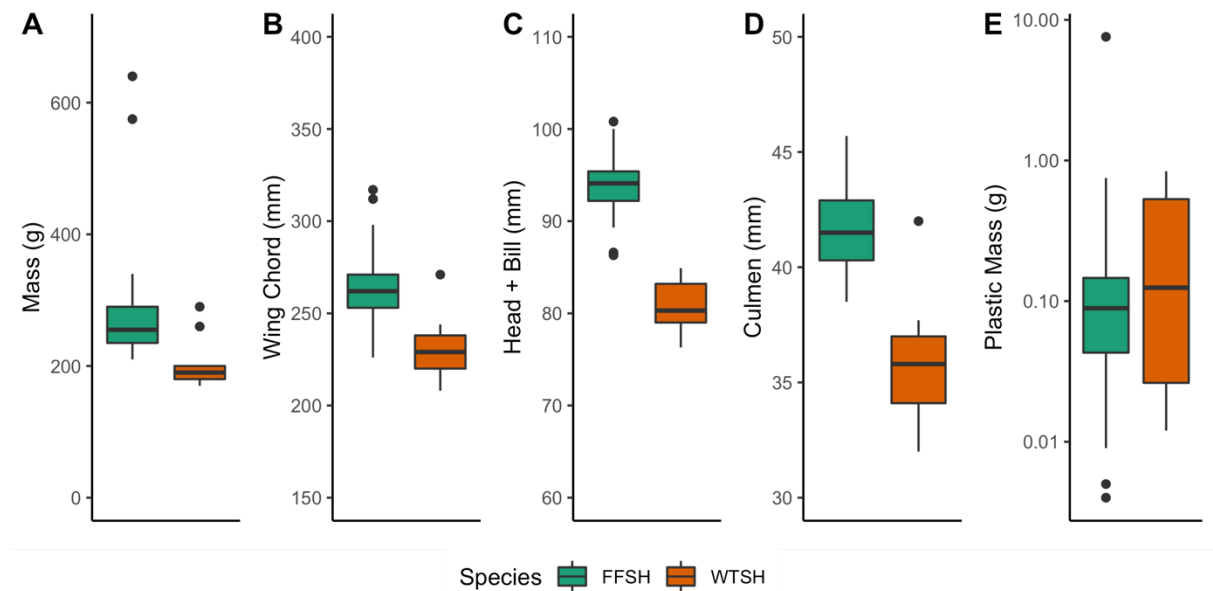 A
Mass (g)
600
400
200
0
B
Wing Chord (mm)
400
350
300
250
200
150
C
Head + Bill (mm)
110
100
90
80
70
60
D
Culmen (mm)
50
45
40
35
30
E
Plastic Mass (g)
10.00
1.00
0.10
0.01
Species FFSH WTSH